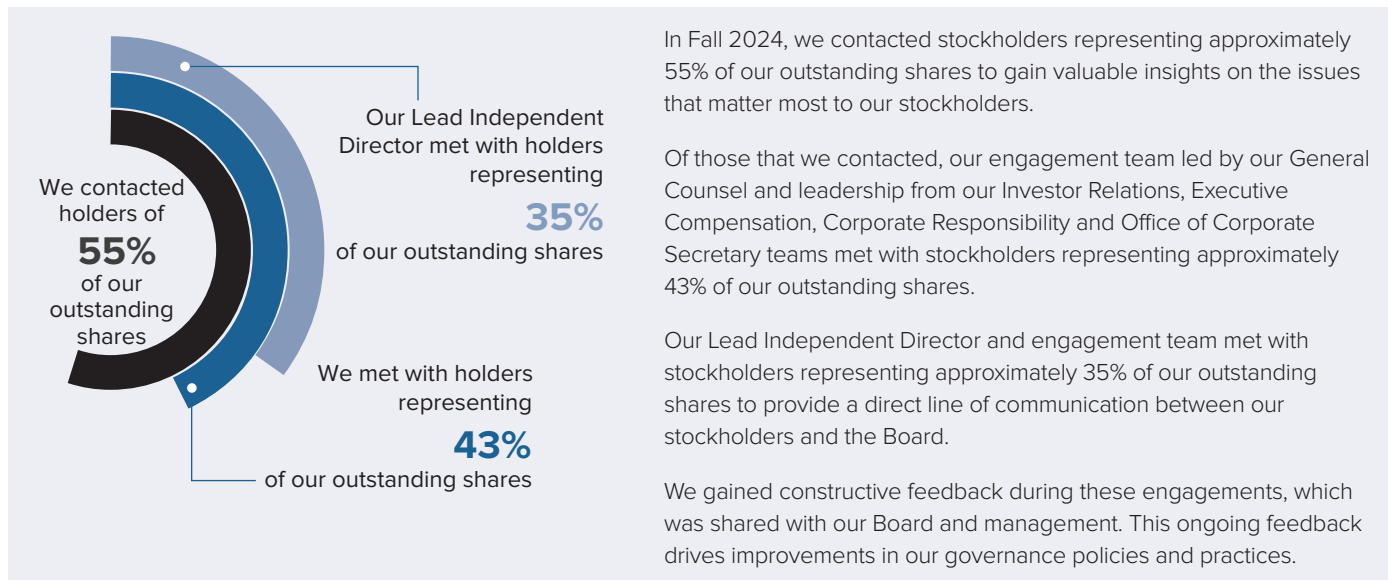 Our Lead Independent
Director met with holders
representing
35%
of our outstanding shares
We contacted
holders of
55%
of our
outstanding
shares
We met with holders
representing
43%
of our outstanding shares
In Fall 2024, we contacted stockholders representing approximately
55% of our outstanding shares to gain valuable insights on the issues
that matter most to our stockholders.
Of those that we contacted, our engagement team led by our General
Counsel and leadership from our Investor Relations, Executive
Compensation, Corporate Responsibility and Office of Corporate
Secretary teams met with stockholders representing approximately
43% of our outstanding shares.
Our Lead Independent Director and engagement team met with
stockholders representing approximately 35% of our outstanding
shares to provide a direct line of communication between our
stockholders and the Board.
We gained constructive feedback during these engagements, which
was shared with our Board and management. This ongoing feedback
drives improvements in our governance policies and practices.